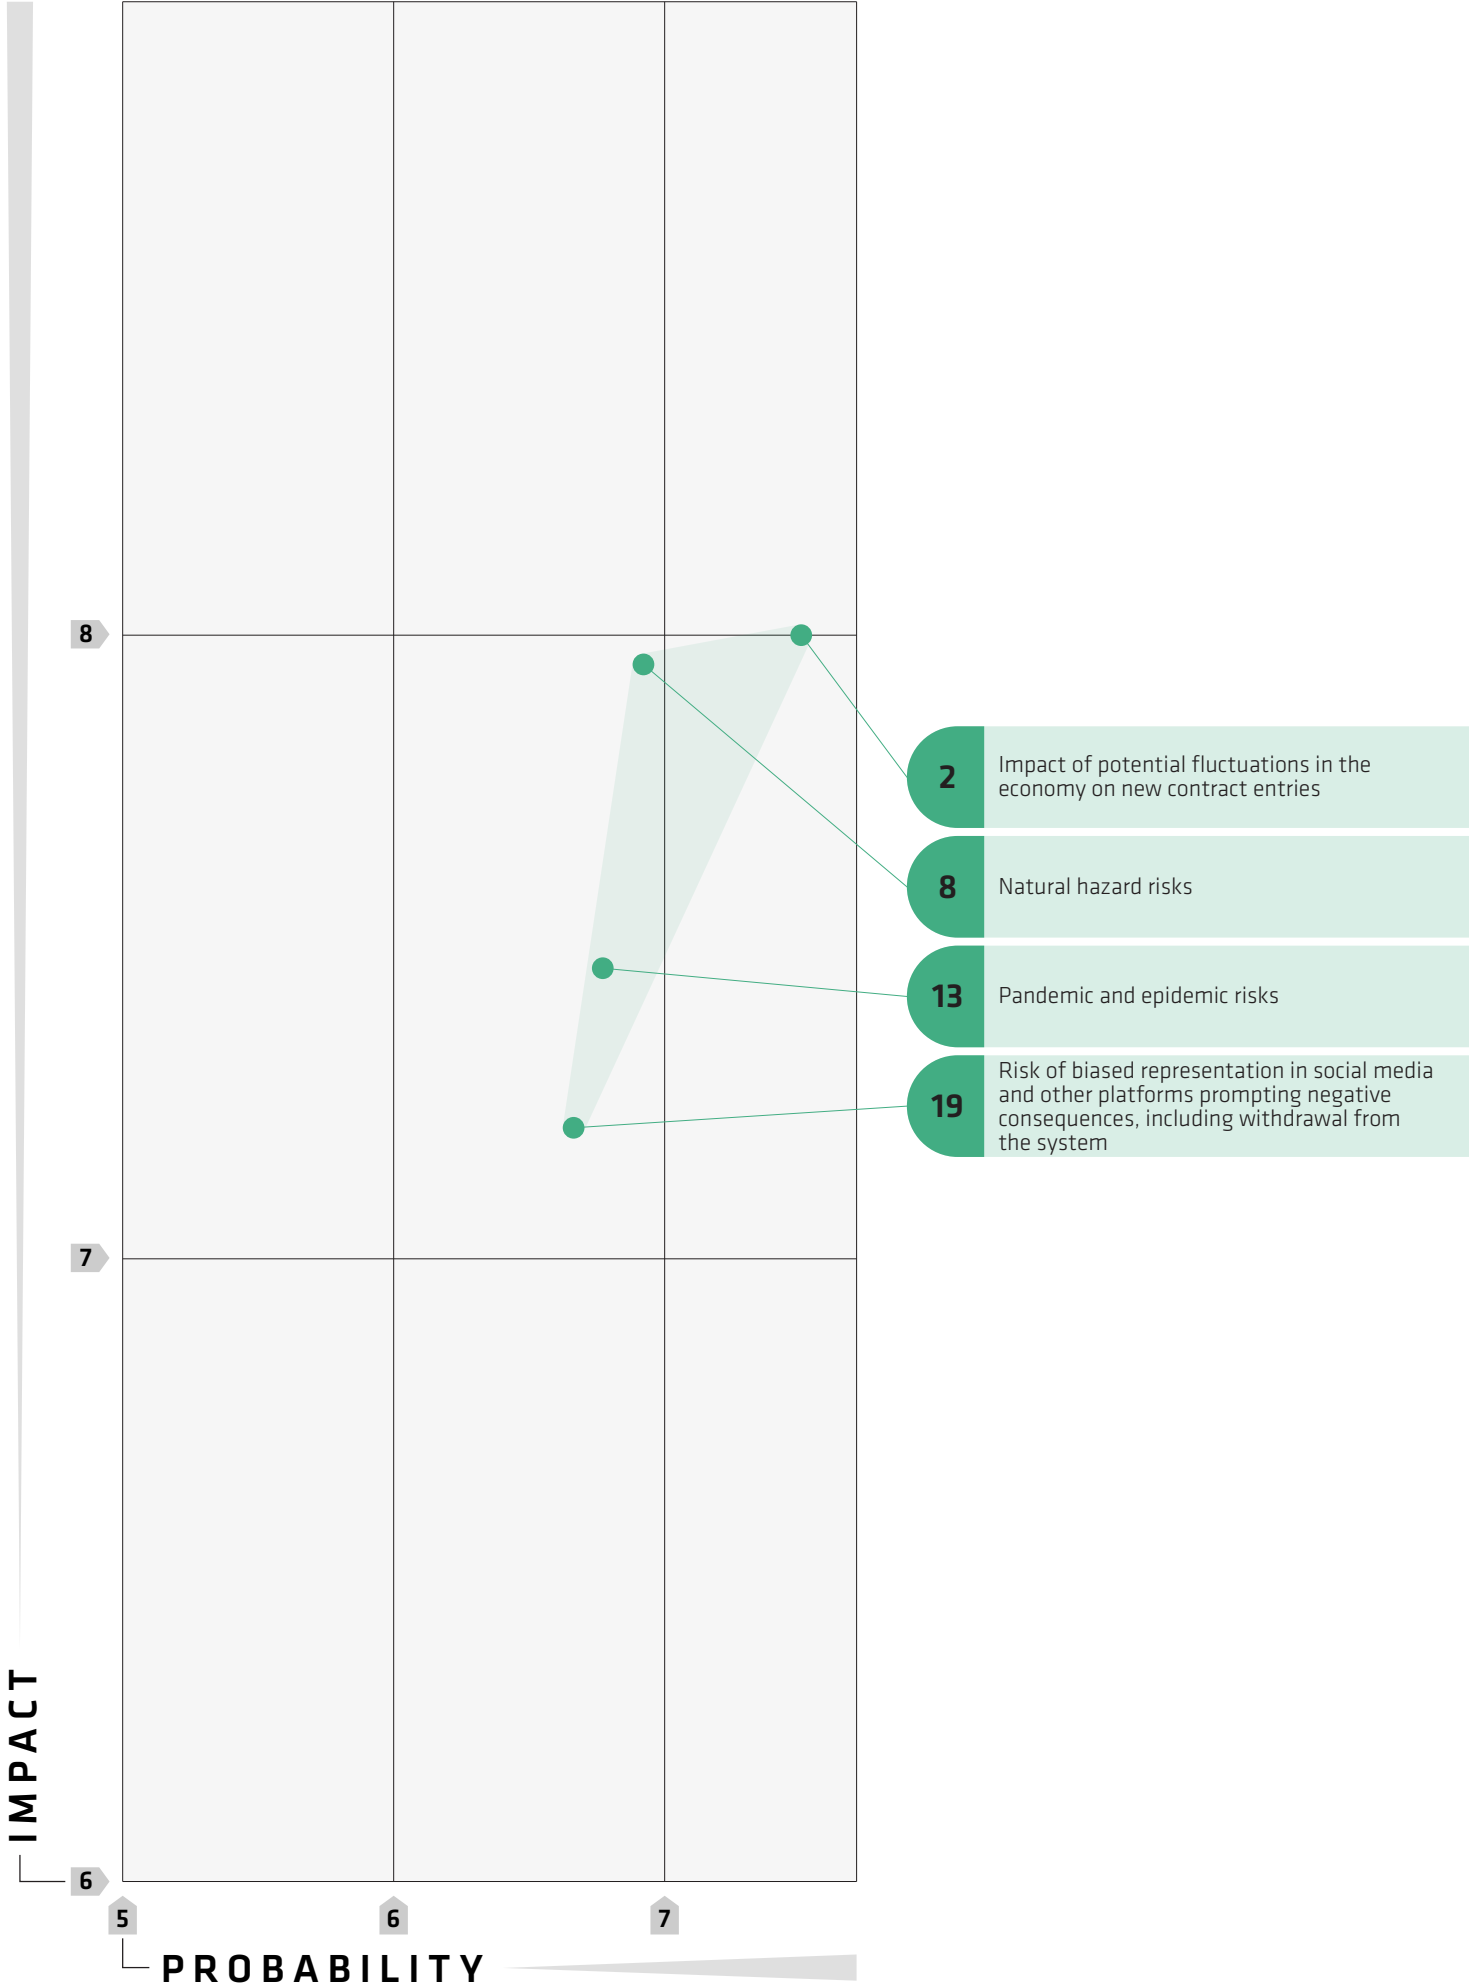 8
2
Impact of potential fluctuations in the
economy on new contract entries
8
Natural hazard risks
13
Pandemic and epidemic risks
19
Risk of biased representation in social media
and other platforms prompting negative
consequences, including withdrawal from
the system
7
IMPACT
6
5
6
7
PROBABILITY